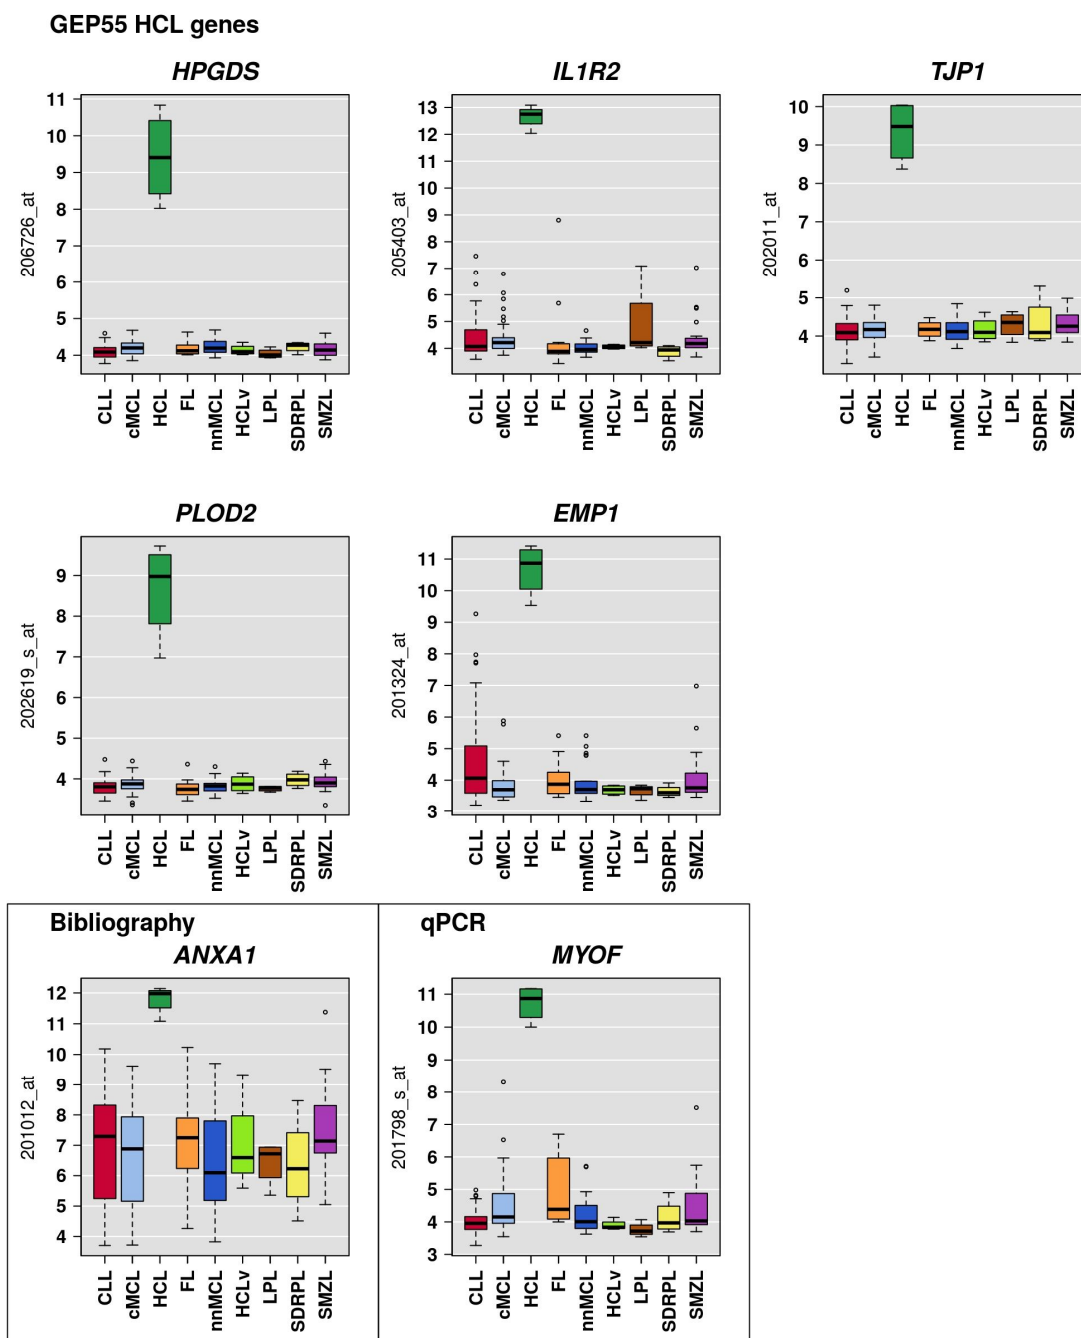 GEP55 HCL genes
HPGDS
206726_at
11
10
9
8
7
6
5
4
CLL
cMCL
HCL
FL
nnMCL
HCLv
LPL
SDRPL
SMZL
IL1R2
205403_at
13
12
11
10
9
8
7
6
5
4
CLL
cMCL
HCL
FL
nnMCL
HCLv
LPL
SDRPL
SMZL
TJP1
202011_at
10
9
8
7
6
5
4
CLL
cMCL
HCL
FL
nnMCL
HCLv
LPL
SDRPL
SMZL
PLOD2
202619_s_at
9
8
7
6
5
4
CLL
cMCL
HCL
FL
nnMCL
HCLv
LPL
SDRPL
SMZL
EMP1
201324_at
11
10
9
8
7
6
5
4
3
CLL
cMCL
HCL
FL
nnMCL
HCLv
LPL
SDRPL
SMZL
Bibliography
ANXA1
201012_at
12
11
10
9
8
7
6
5
4
CLL
cMCL
HCL
FL
nnMCL
HCLv
LPL
SDRPL
SMZL
qPCR
MYOF
201798_s_at
11
10
9
8
7
6
5
4
3
CLL
cMCL
HCL
FL
nnMCL
HCLv
LPL
SDRPL
SMZL